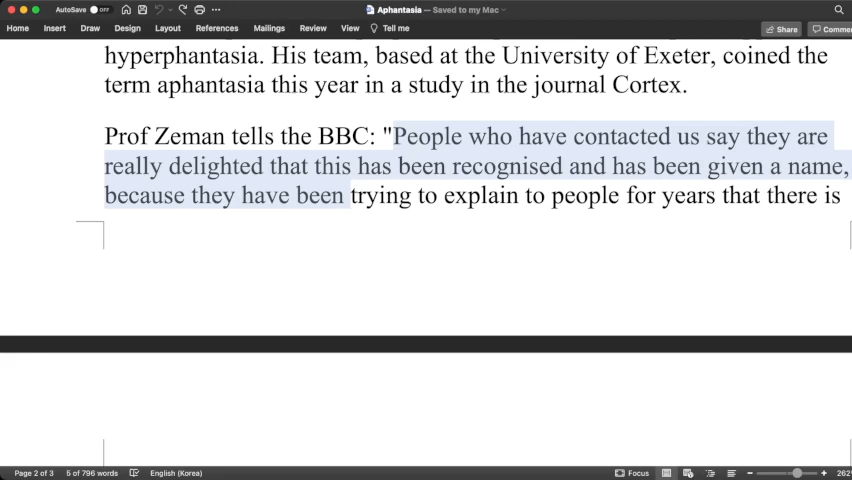 AutoSave OFF Aphantasia — Saved to my Mac
Home Insert Draw Design Layout References Mailings Review View Tell me Share Commen
hyperphantasia. His team, based at the University of Exeter, coined the
term aphantasia this year in a study in the journal Cortex.
Prof Zeman tells the BBC: "People who have contacted us say they are
really delighted that this has been recognised and has been given a name,
because they have been trying to explain to people for years that there is
Page 2 of 3 5 of 796 words English (Korea) Focus 262